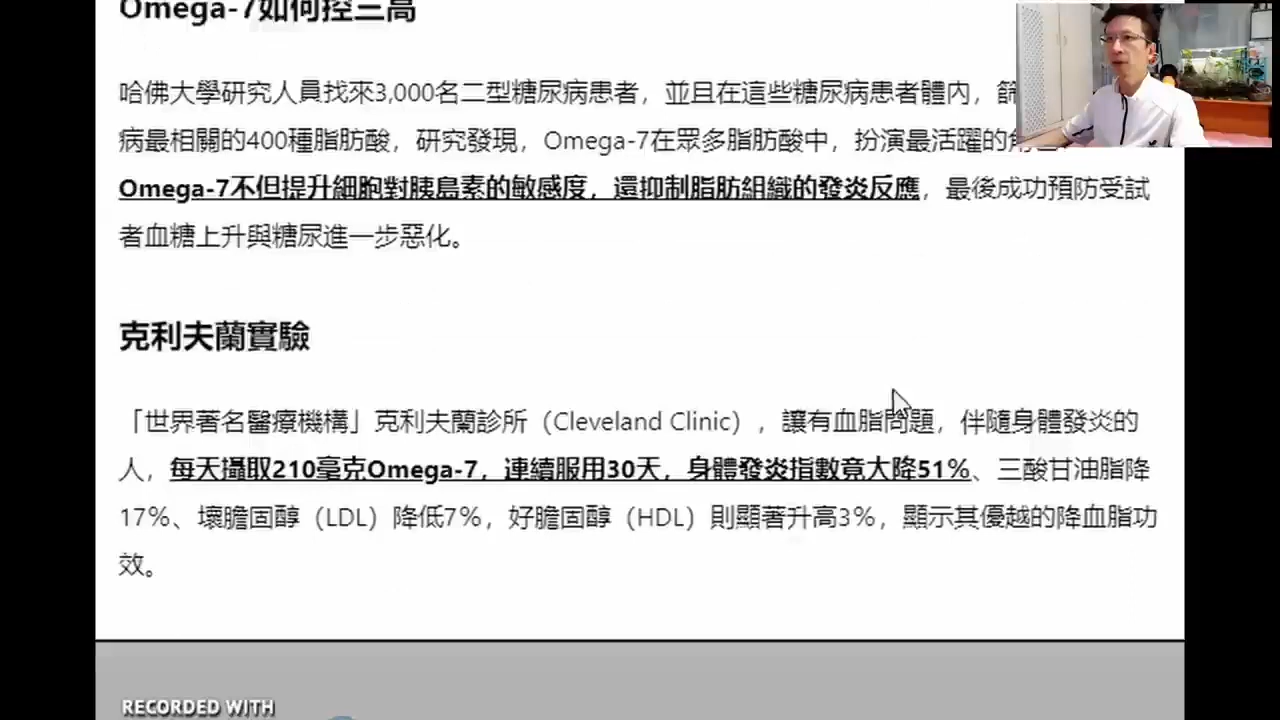 Omega-7如何控三高
哈佛大學研究人員找來3,000名二型糖尿病患者，並且在這些糖尿病患者體內，篩
病最相關的400種脂肪酸，研究發現，Omega-7在眾多脂肪酸中，扮演最活躍的
Omega-7不但提升細胞對胰島素的敏感度，還抑制脂肪組織的發炎反應，最後成功預防受試
者血糖上升與糖尿進一步惡化。
克利夫蘭實驗
「世界著名醫療機構」克利夫蘭診所（Cleveland Clinic），讓有血脂問題，伴隨身體發炎的
人，每天攝取210毫克Omega-7，連續服用30天，身體發炎指數竟大降51%、三酸甘油脂降
17%、壞膽固醇（LDL）降低7%，好膽固醇（HDL）則顯著升高3%，顯示其優越的降血脂功
效。
RECORDED WITH